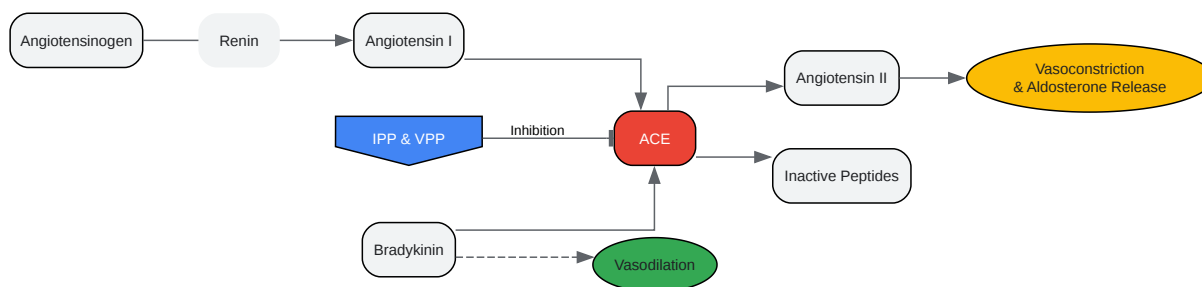 Angiotensinogen
Renin
Angiotensin I
Angiotensin II
Vasoconstriction
& Aldosterone Release
IPP & VPP
Inhibition
ACE
Inactive Peptides
Bradykinin
Vasodilation